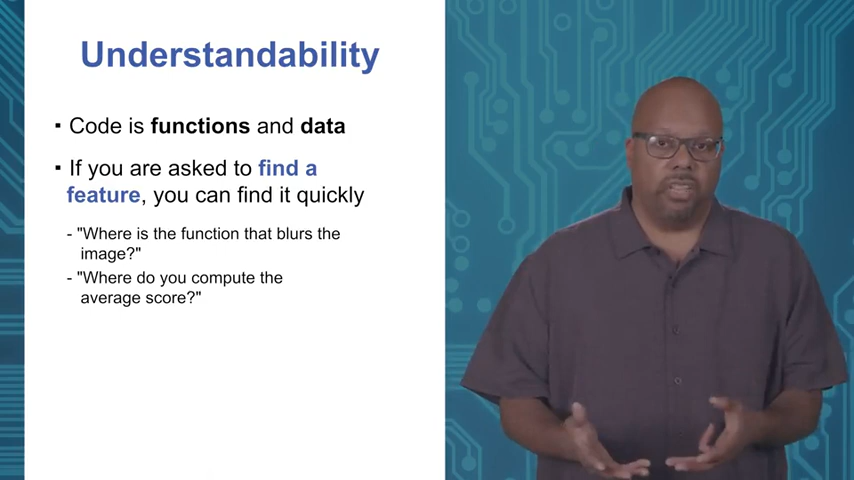 Understandability
▪ Code is functions and data
▪ If you are asked to find a
feature, you can find it quickly
- "Where is the function that blurs the
image?"
- "Where do you compute the
average score?"